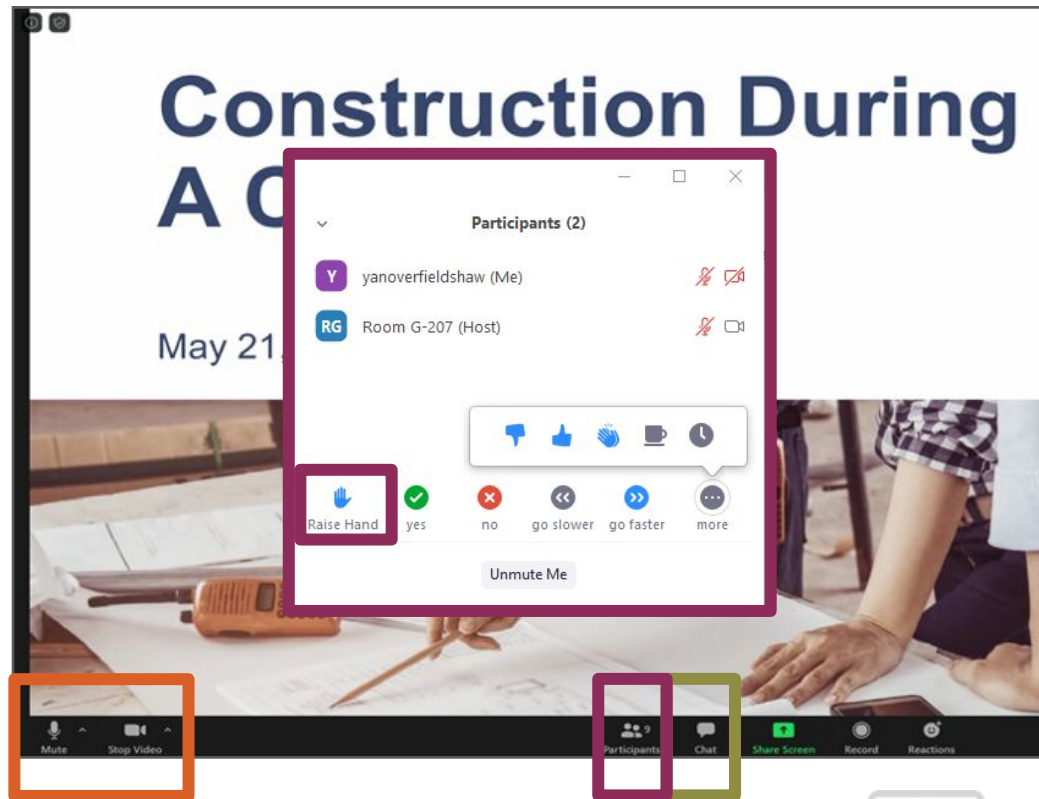 Construction During
A C
May 21,
Participants (2)
Y yanoverfieldshaw (Me)
RG Room G-207 (Host)
Raise Hand yes no go slower go faster more
Unmute Me
Mute Stop Video Participants 9 Chat Share Screen Record Reactions